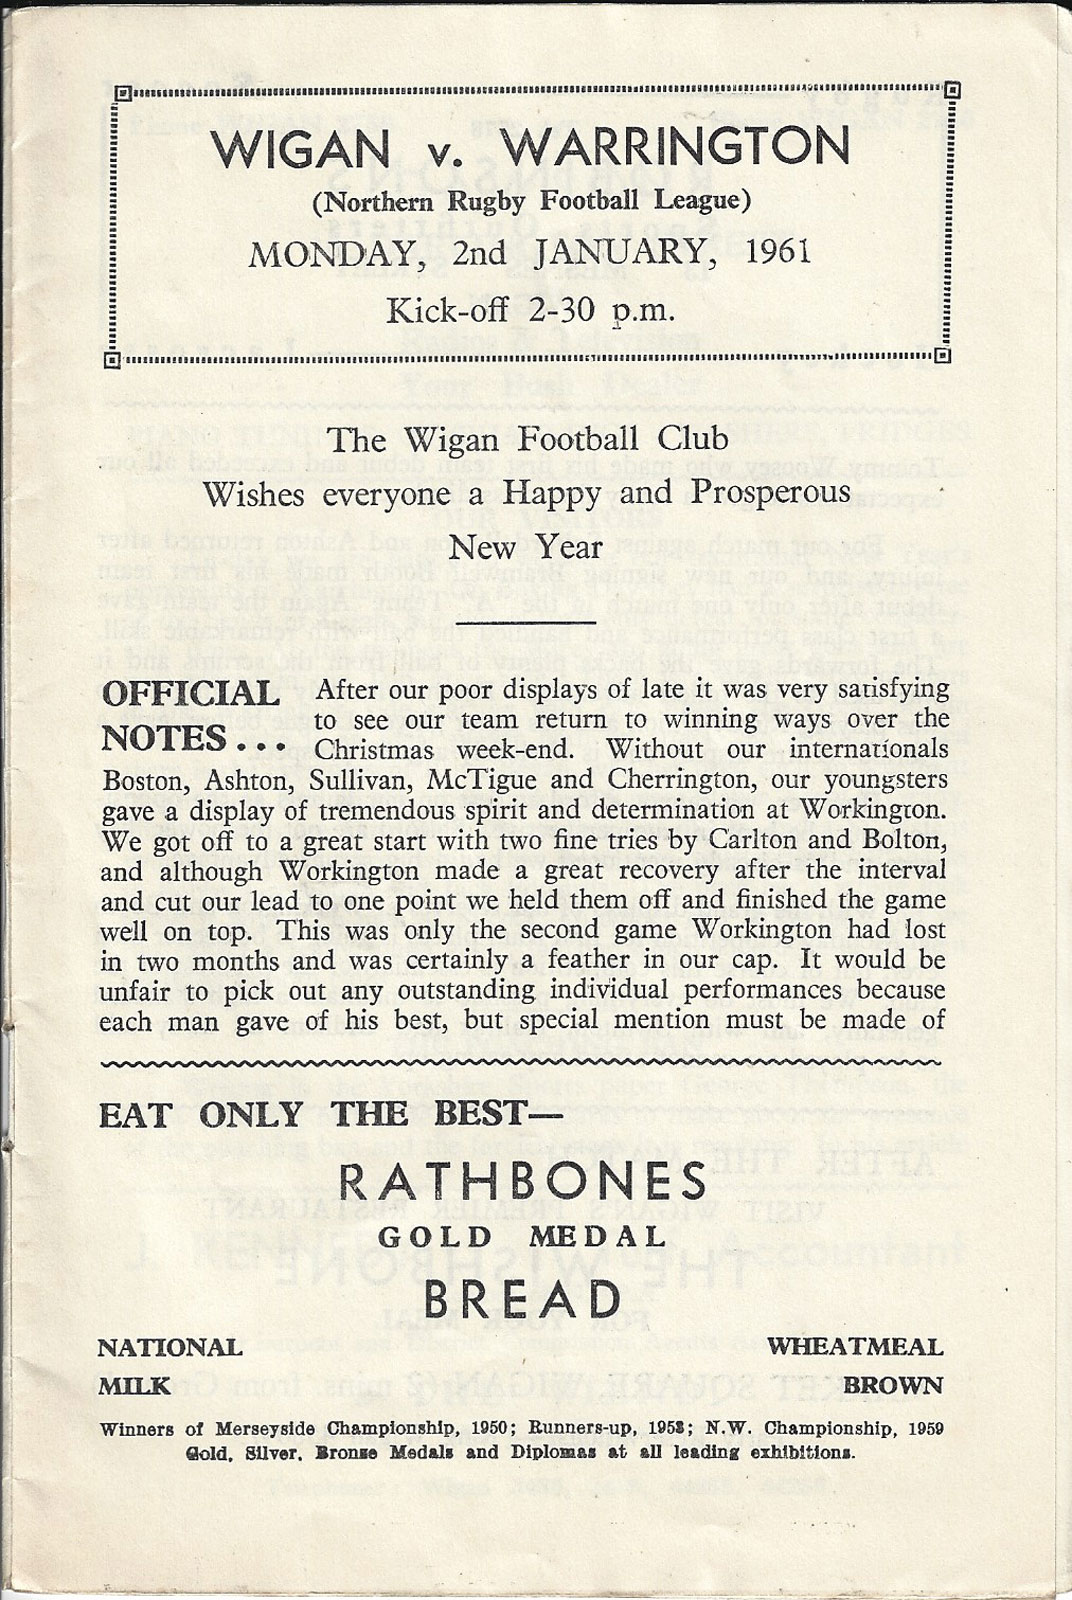 WIGAN v. WARRINGTON
(Northern Rugby Football League)
MONDAY, 2nd JANUARY, 1961
Kick-off 2-30 p.m.
The Wigan Football Club
Wishes everyone a Happy and Prosperous
New Year
OFFICIAL NOTES...
After our poor displays of late it was very satisfying
to see our team return to winning ways over the
Christmas week-end. Without our internationals
Boston, Ashton, Sullivan, McTigue and Cherrington, our youngsters
gave a display of tremendous spirit and determination at Workington.
We got off to a great start with two fine tries by Carlton and Bolton,
and although Workington made a great recovery after the interval
and cut our lead to one point we held them off and finished the game
well on top. This was only the second game Workington had lost
in two months and was certainly a feather in our cap. It would be
unfair to pick out any outstanding individual performances because
each man gave of his best, but special mention must be made of
EAT ONLY THE BEST—
RATHBONES
GOLD MEDAL
BREAD
NATIONAL WHEATMEAL
MILK BROWN
Winners of Merseyside Championship, 1950; Runners-up, N.W. Championship, 1959
Gold, Silver, Bronse Medals and Diplomas at all leading exhibitions.